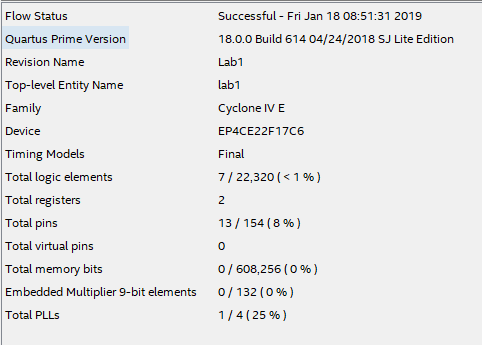 Flow Status Successful - Fri Jan 18 08:51:31 2019
Quartus Prime Version 18.0.0 Build 614 04/24/2018 SJ Lite Edition
Revision Name Lab1
Top-level Entity Name lab1
Family Cyclone IV E
Device EP4CE22F17C6
Timing Models Final
Total logic elements 7 / 22,320 ( < 1 % )
Total registers 2
Total pins 13 / 154 ( 8 % )
Total virtual pins 0
Total memory bits 0 / 608,256 ( 0 % )
Embedded Multiplier 9-bit elements 0 / 132 ( 0 % )
Total PLLs 1 / 4 ( 25 % )